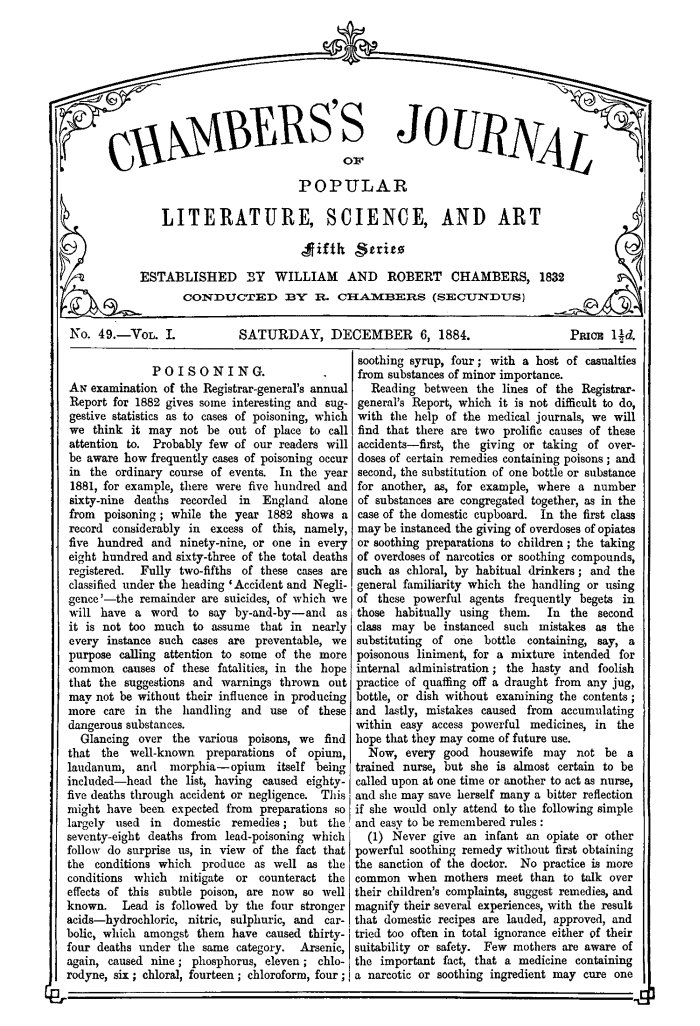 CHAMBERS'S JOURNAL
OF
POPULAR
LITERATURE, SCIENCE, AND ART
Fifth Series
ESTABLISHED BY WILLIAM AND ROBERT CHAMBERS, 1832
CONDUCTED BY R. CHAMBERS (SECUNDUS)
No. 49.—Vol. I.
SATURDAY, DECEMBER 6, 1884.
PRICE 1½d.
POISONING.
AN examination of the Registrar-general's annual
Report for 1882 gives some interesting and sug-
gestive statistics as to cases of poisoning, which
we think it may not be out of place to call
attention to. Probably few of our readers will
be aware how frequently cases of poisoning occur
in the ordinary course of events. In the year
1881, for example, there were five hundred and
sixty-nine deaths recorded in England alone
from poisoning; while the year 1882 shows a
record considerably in excess of this, namely,
five hundred and ninety-nine, or one in every
eight hundred and sixty-three of the total deaths
registered. Fully two-fifths of these cases are
classified under the heading 'Accident and Negli-
gence'—the remainder are suicides, of which we
will have a word to say by-and-by—and as
it is not too much to assume that in nearly
every instance such cases are preventable, we
purpose calling attention to some of the more
common causes of these fatalities, in the hope
that the suggestions and warnings thrown out
may not be without their influence in producing
more care in the handling and use of these
dangerous substances.
Glancing over the various poisons, we find
that the well-known preparations of opium,
laudanum, and morphia—opium itself being
included—head the list, having caused eighty-
five deaths through accident or negligence. This
might have been expected from preparations so
largely used in domestic remedies; but the
seventy-eight deaths from lead-poisoning which
follow do surprise us, in view of the fact that
the conditions which produce as well as the
conditions which mitigate or counteract the
effects of this subtle poison, are now so well
known. Lead is followed by the four stronger
acids—hydrochloric, nitric, sulphuric, and car-
bolic, which amongst them have caused thirty-
four deaths under the same category. Arsenic,
again, caused nine; phosphorus, eleven; chlo-
rodyne, six; chloral, fourteen; chloroform, four;
soothing syrup, four; with a host of casualties
from substances of minor importance.
Reading between the lines of the Registrar-
general's Report, which it is not difficult to do,
with the help of the medical journals, we will
find that there are two prolific causes of these
accidents—first, the giving or taking of over-
doses of certain remedies containing poisons; and
second, the substitution of one bottle or substance
for another, as, for example, where a number
of substances are congregated together, as in the
case of the domestic cupboard. In the first class
may be instanced the giving of overdoses of opiates
or soothing preparations to children; the taking
of overdoses of narcotics or soothing compounds,
such as chloral, by habitual drinkers; and the
general familiarity which the handling or using
of these powerful agents frequently begets in
those habitually using them. In the second
class may be instanced such mistakes as the
substituting of one bottle containing, say, a
poisonous liniment, for a mixture intended for
internal administration; the hasty and foolish
practice of quaffing off a draught from any jug,
bottle, or dish without examining the contents;
and lastly, mistakes caused from accumulating
within easy access powerful medicines, in the
hope that they may come of future use.
Now, every good housewife may not be a
trained nurse, but she is almost certain to be
called upon at one time or another to act as nurse,
and she may save herself many a bitter reflection
if she would only attend to the following simple
and easy to be remembered rules:
(1) Never give an infant an opiate or other
powerful soothing remedy without first obtaining
the sanction of the doctor. No practice is more
common when mothers meet than to talk over
their children's complaints, suggest remedies, and
magnify their several experiences, with the result
that domestic recipes are lauded, approved, and
tried too often in total ignorance either of their
suitability or safety. Few mothers are aware of
the important fact, that a medicine containing
a narcotic or soothing ingredient may cure one